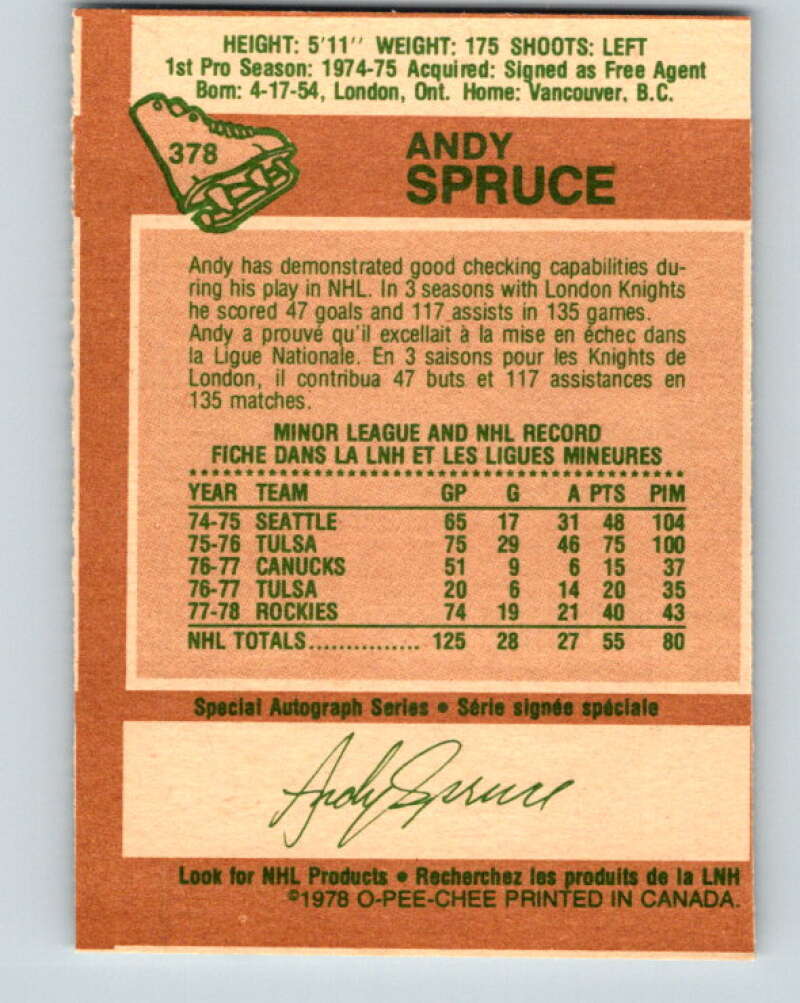 HEIGHT: 5'11'' WEIGHT: 175 SHOOTS: LEFT
1st Pro Season: 1974-75 Acquired: Signed as Free Agent
Born: 4-17-54, London, Ont. Home: Vancouver, B.C.
378
ANDY
SPRUCE
Andy has demonstrated good checking capabilities du-
ring his play in NHL. In 3 seasons with London Knights
he scored 47 goals and 117 assists in 135 games.
Andy a prouvé qu'il excellait à la mise en échec dans
la Ligue Nationale. En 3 saisons pour les Knights de
London, il contribua 47 buts et 117 assistances en
135 matches.
MINOR LEAGUE AND NHL RECORD
FICHE DANS LA LNH ET LES LIGUES MINEURES
YEAR TEAM GP G A PTS PIM
74-75 SEATTLE 65 17 31 48 104
75-76 TULSA 75 29 46 75 100
76-77 CANUCKS 51 9 6 15 37
76-77 TULSA 20 6 14 20 35
77-78 ROCKIES 74 19 21 40 43
NHL TOTALS............... 125 28 27 55 80
Special Autograph Series • Série signée spéciale
Andy Spruce
Look for NHL Products • Recherchez les produits de la LNH
©1978 O-PEE-CHEE PRINTED IN CANADA.